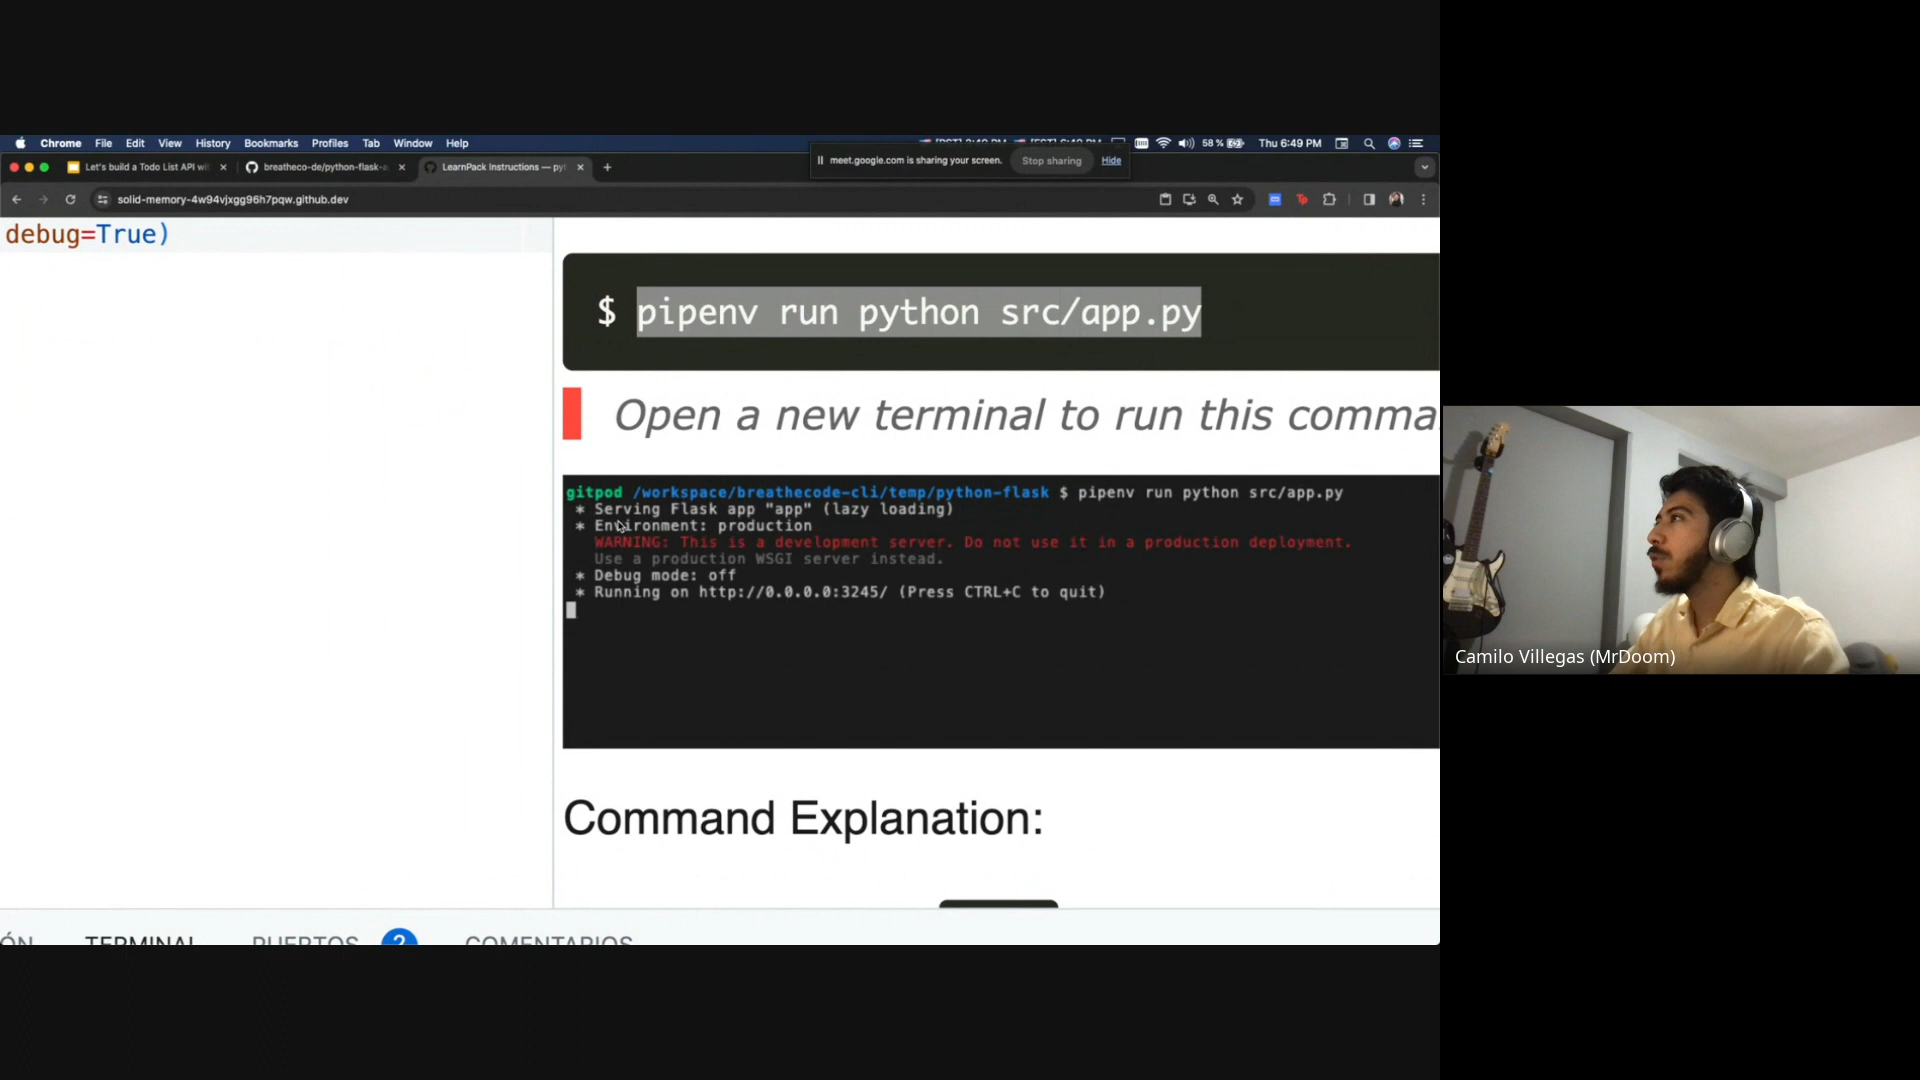 Chrome File Edit View History Bookmarks Profiles Tab Window Help
58% Thu 6:49 PM
Let's build a Todo List API wi
breatheco-de/python-flask-a
LearnPack Instructions — pyt
meet.google.com is sharing your screen. Stop sharing Hide
solid-memory-4w94vjxgg96h7pqw.github.dev
debug=True)
$ pipenv run python src/app.py
Open a new terminal to run this comma
gitpod /workspace/breathecode-cli/temp/python-flask $ pipenv run python src/app.py
* Serving Flask app "app" (lazy loading)
* Environment: production
WARNING: This is a development server. Do not use it in a production deployment.
Use a production WSGI server instead.
* Debug mode: off
* Running on http://0.0.0.0:3245/ (Press CTRL+C to quit)
Command Explanation:
ÓN TERMINAL PUERTOS 2 COMENTARIOS
Camilo Villegas (MrDoom)